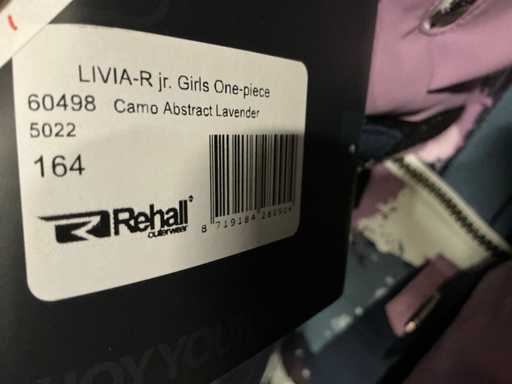 LIVIA-R jr. Girls One-piece
60498 Camo Abstract Lavender
5022
164
Rehall
outerwear